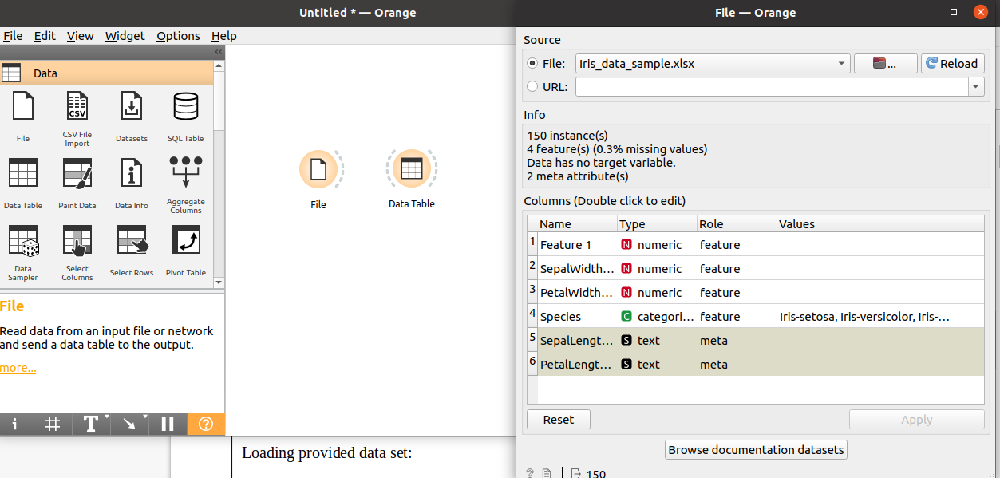 Untitled * — Orange
File Edit View Widget Options Help
Data
File
CSV
CSV File Import
Datasets
SQL Table
Data Table
Paint Data
Data Info
Aggregate Columns
Data Sampler
Select Columns
Select Rows
Pivot Table
File
Read data from an input file or network
and send a data table to the output.
more...
File
Data Table
Loading provided data set:
File — Orange
Source
File: Iris_data_sample.xlsx ... Reload
URL:
Info
150 instance(s)
4 feature(s) (0.3% missing values)
Data has no target variable.
2 meta attribute(s)
Columns (Double click to edit)
Name Type Role Values
1 Feature 1 N numeric feature
2 SepalWidth... N numeric feature
3 PetalWidth... N numeric feature
4 Species C categori... feature Iris-setosa, Iris-versicolor, Iris-...
5 SepalLengt... S text meta
6 PetalLengt... S text meta
Reset Apply
Browse documentation datasets
? 150